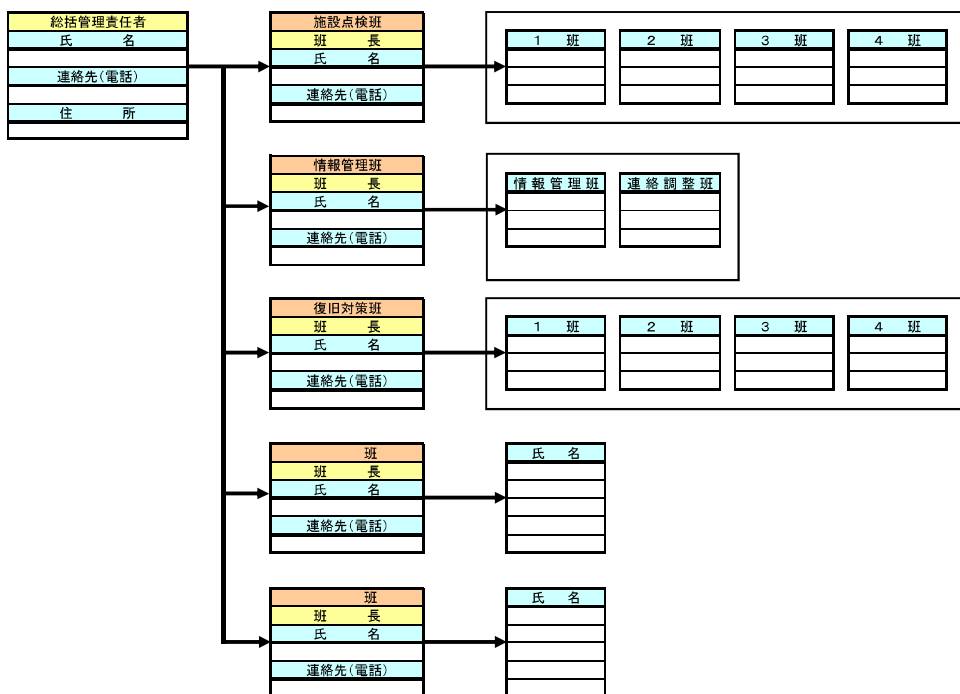 総括管理責任者
氏 名
連絡先(電話)
住 所
施設点検班
班 長
氏 名
連絡先(電話)
1 班
2 班
3 班
4 班
情報管理班
班 長
氏 名
連絡先(電話)
情報管理班
連絡調整班
復旧対策班
班 長
氏 名
連絡先(電話)
1 班
2 班
3 班
4 班
班
班 長
氏 名
連絡先(電話)
氏 名
班
班 長
氏 名
連絡先(電話)
氏 名